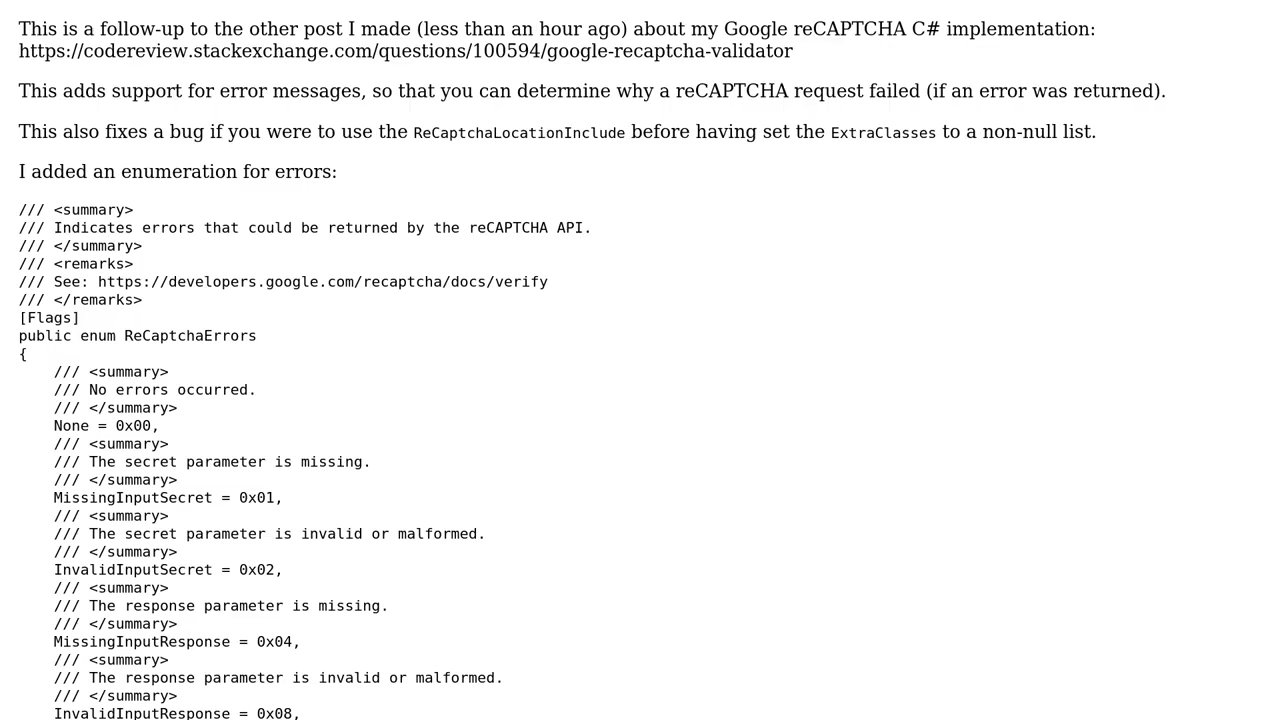 This is a follow-up to the other post I made (less than an hour ago) about my Google reCAPTCHA C# implementation:
https://codereview.stackexchange.com/questions/100594/google-recaptcha-validator
This adds support for error messages, so that you can determine why a reCAPTCHA request failed (if an error was returned).
This also fixes a bug if you were to use the ReCaptchaLocationInclude before having set the ExtraClasses to a non-null list.
I added an enumeration for errors:
/// <summary>
/// Indicates errors that could be returned by the reCAPTCHA API.
/// </summary>
/// <remarks>
/// See: https://developers.google.com/recaptcha/docs/verify
/// </remarks>
[Flags]
public enum ReCaptchaErrors
{
    /// <summary>
    /// No errors occurred.
    /// </summary>
    None = 0x00,
    /// <summary>
    /// The secret parameter is missing.
    /// </summary>
    MissingInputSecret = 0x01,
    /// <summary>
    /// The secret parameter is invalid or malformed.
    /// </summary>
    InvalidInputSecret = 0x02,
    /// <summary>
    /// The response parameter is missing.
    /// </summary>
    MissingInputResponse = 0x04,
    /// <summary>
    /// The response parameter is invalid or malformed.
    /// </summary>
    InvalidInputResponse = 0x08,